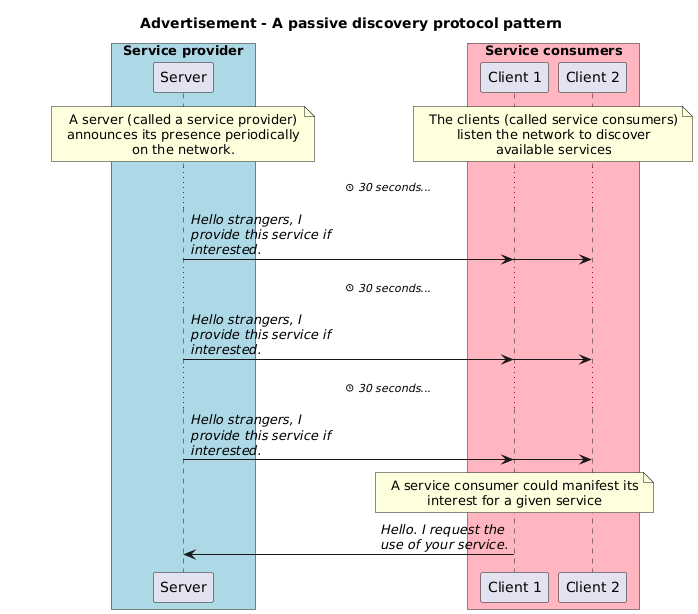 Advertisement - A passive discovery protocol pattern
Service provider
Service consumers
Server
Client 1
Client 2
A server (called a service provider)
announces its presence periodically
on the network.
The clients (called service consumers)
listen the network to discover
available services
30 seconds...
Hello strangers, I
provide this service if
interested.
30 seconds...
Hello strangers, I
provide this service if
interested.
30 seconds...
Hello strangers, I
provide this service if
interested.
A service consumer could manifest its
interest for a given service
Hello. I request the
use of your service.
Server
Client 1
Client 2